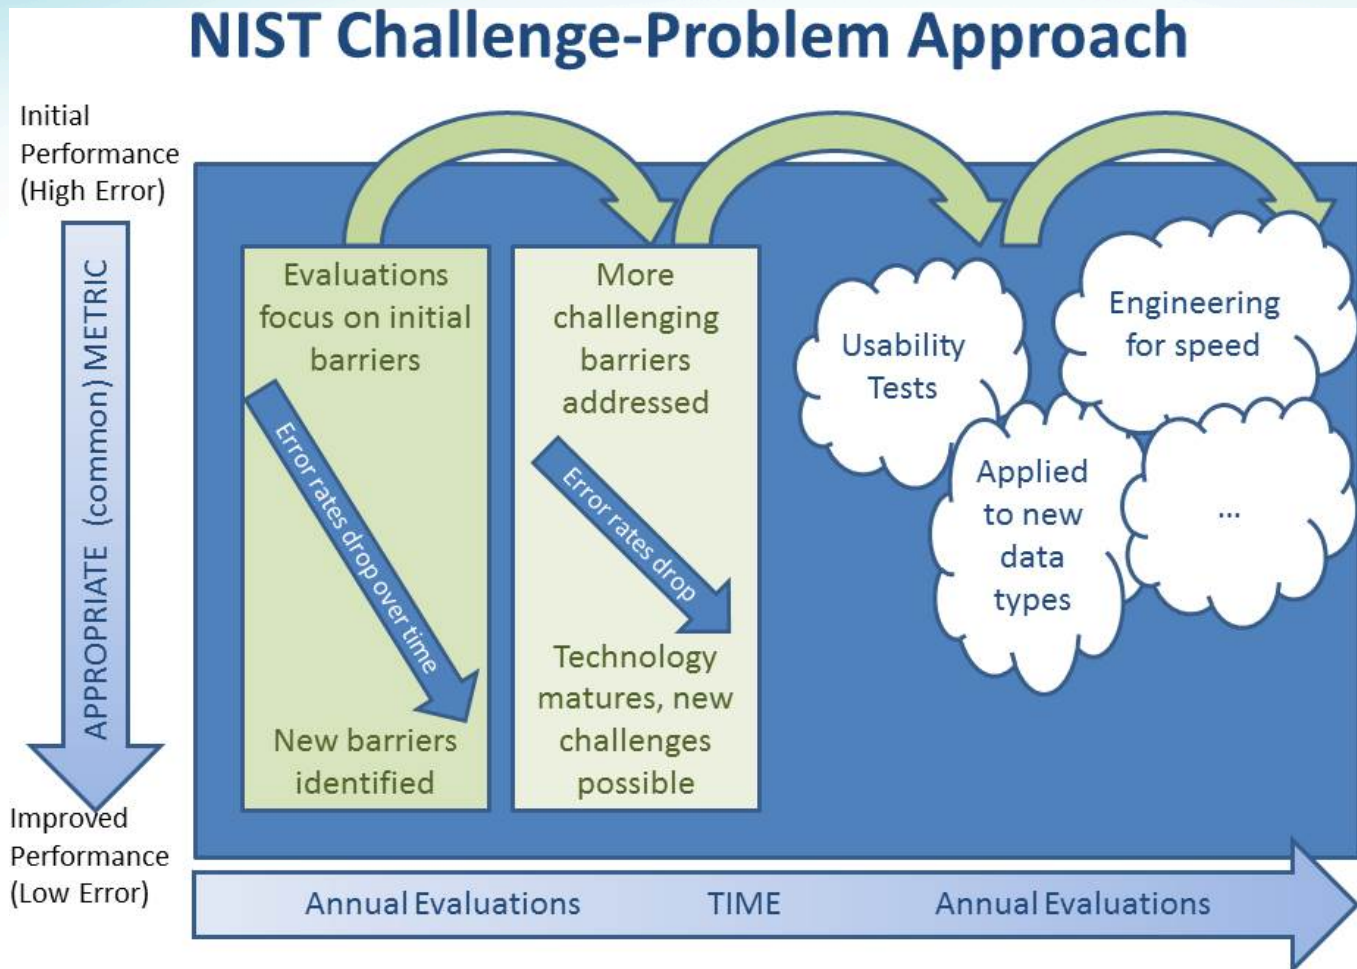 NIST Challenge-Problem Approach
Initial
Performance
(High Error)
APPROPRIATE (common) METRIC
Improved
Performance
(Low Error)
Evaluations
focus on initial
barriers
Error rates drop over time
New barriers
identified
More
challenging
barriers
addressed
Error rates drop
Technology
matures, new
challenges
possible
Usability
Tests
Engineering
for speed
Applied
to new
data
types
...
Annual Evaluations TIME Annual Evaluations